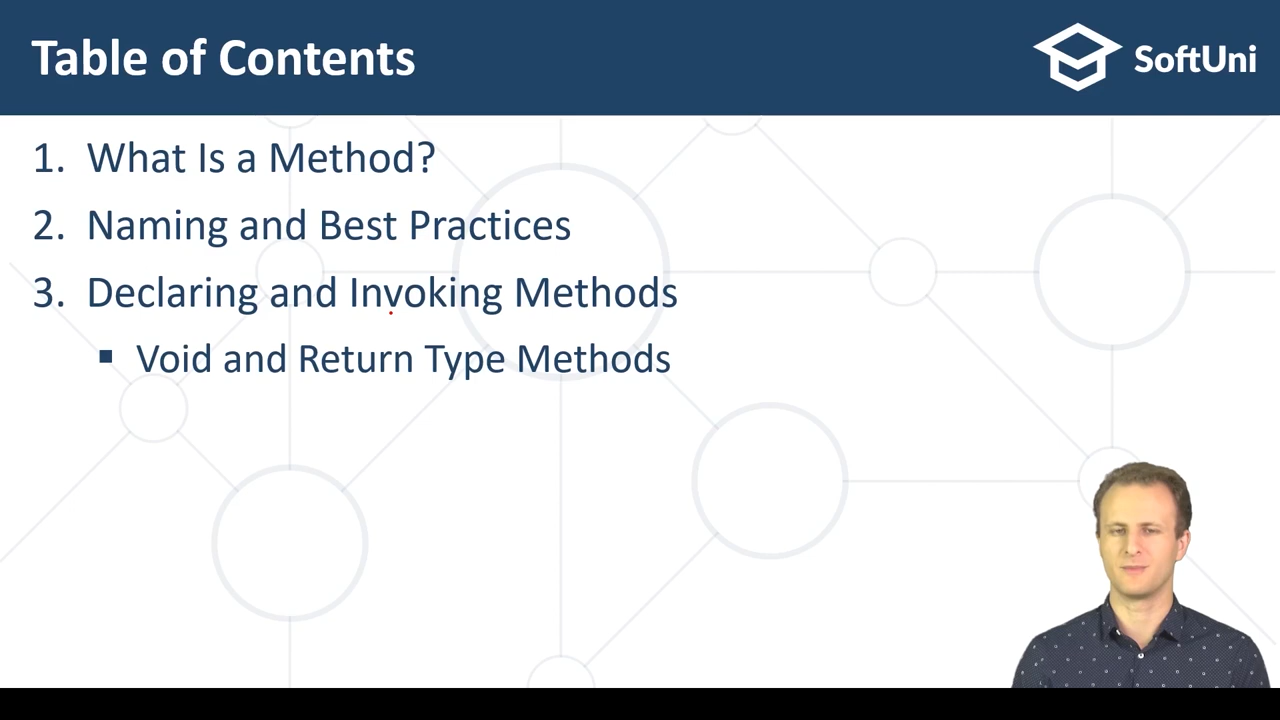 Table of Contents
SoftUni
1. What Is a Method?
2. Naming and Best Practices
3. Declaring and Invoking Methods
▪ Void and Return Type Methods